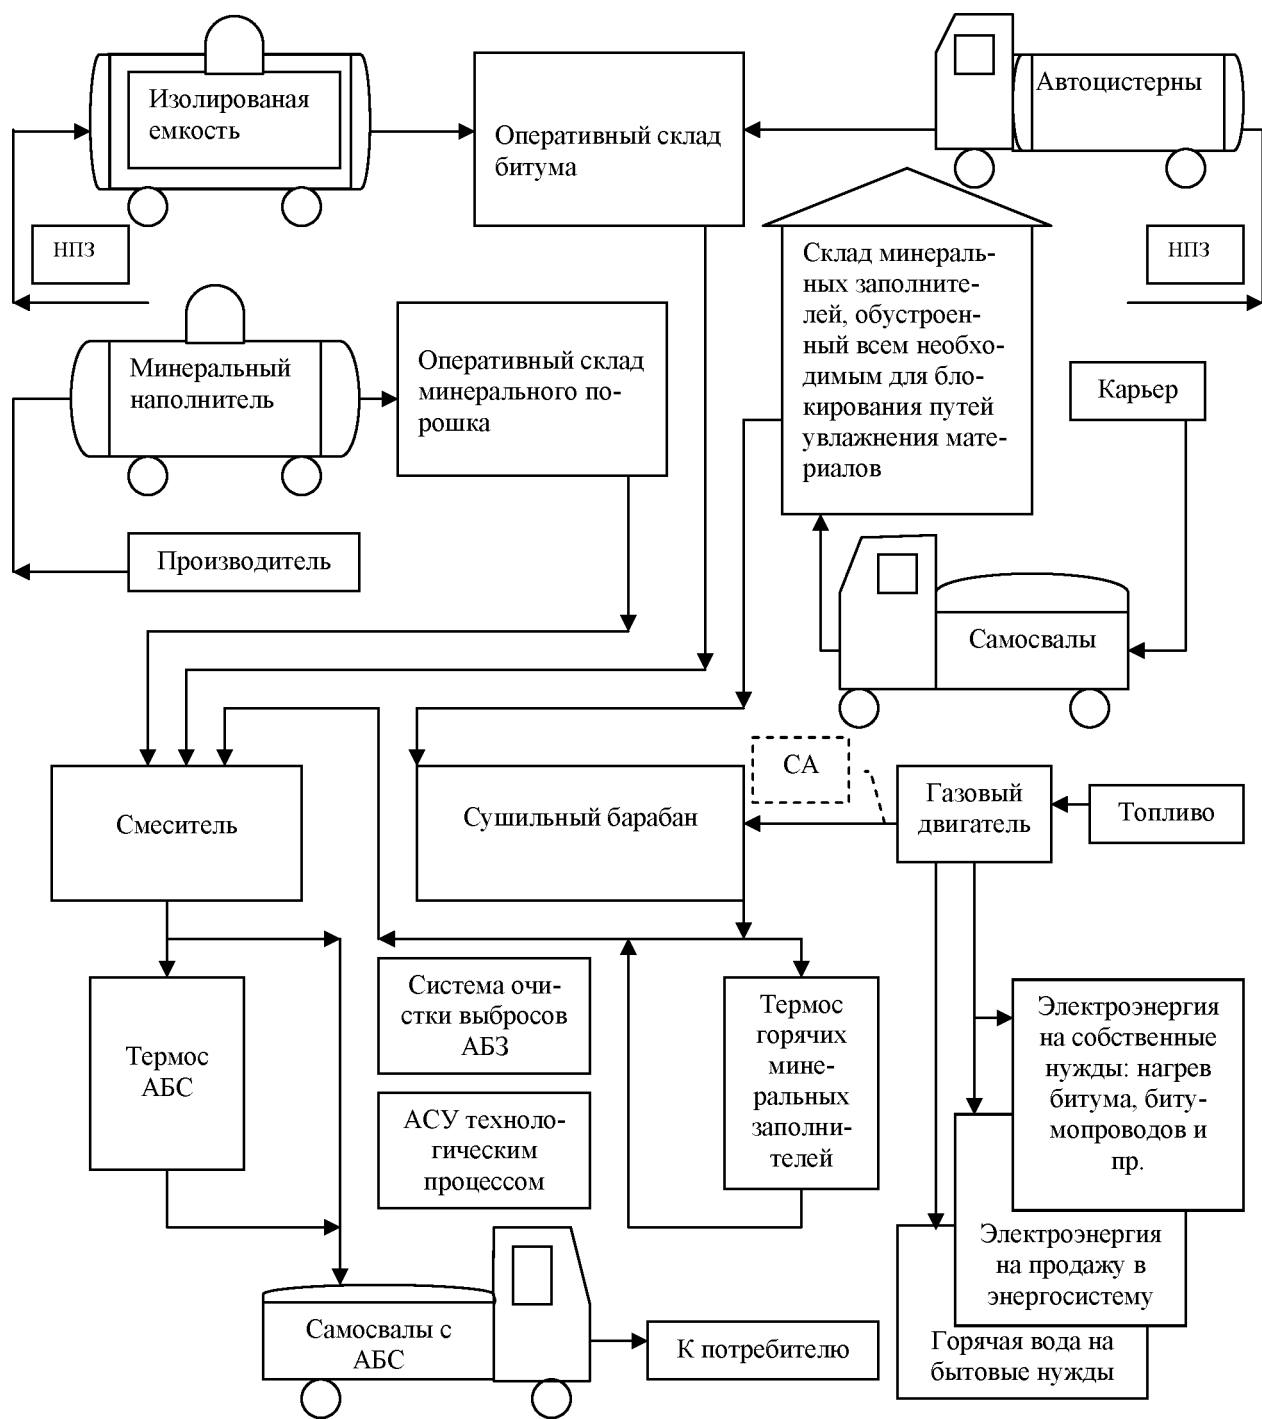 Изолированая
емкость
Оперативный склад
битума
Автоцистерны
НПЗ
НПЗ
Склад минераль-
ных заполните-
лей, обустроен-
ный всем необхо-
димым для бло-
кирования путей
увлажнения мате-
риалов
Минеральный
наполнитель
Оперативный склад
минерального по-
рошка
Карьер
Производитель
Самосвалы
СА
Смеситель
Сушильный барабан
Газовый
двигатель
Топливо
Система очи-
стки выбросов
АБЗ
Термос
АБС
АСУ техноло-
гическим
процессом
Термос
горячих
мине-
ральных
заполни-
телей
Электроэнергия
на собственные
нужды: нагрев
битума, биту-
мопроводов и
пр.
Электроэнергия
на продажу в
энергосистему
Горячая вода на
бытовые нужды
Самосвалы с
АБС
К потребителю